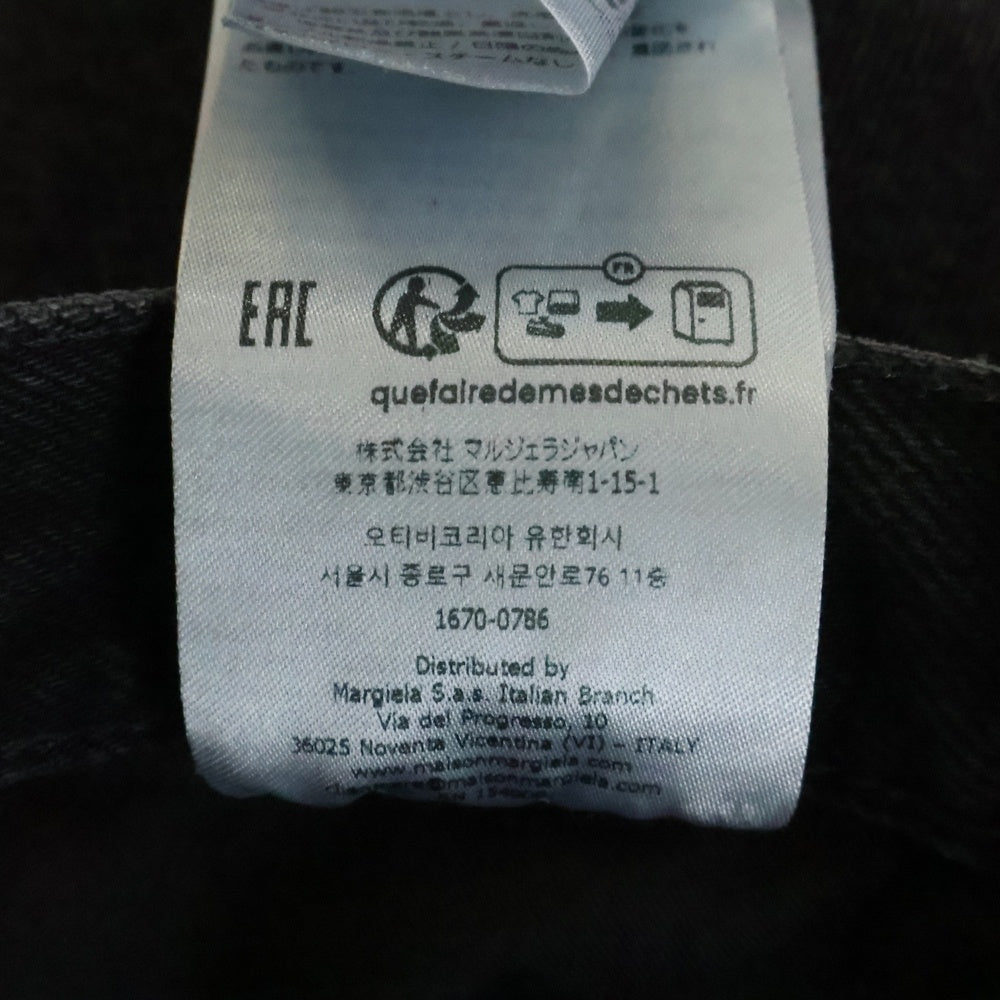 EAC
FR
quefairedemesdechets.fr
株式会社 マルジェラジャパン
東京都渋谷区恵比寿南1-15-1
오티비코리아 유한회사
서울시 종로구 새문안로76 11층
1670-0786
Distributed by
Margiela S.a.s. Italian Branch
Via del Progresso, 10
36025 Noventa Vicentina (VI) - ITALY
www.maisonmargiela.com